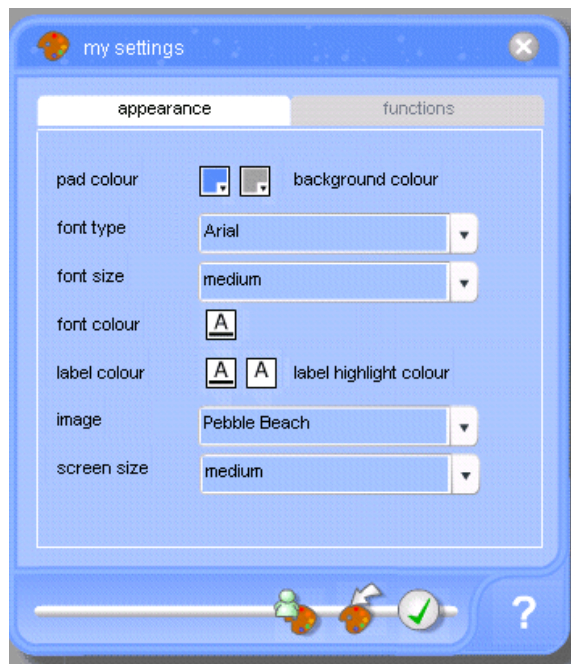 my settings
appearance functions
pad colour background colour
font type Arial
font size medium
font colour A
label colour A A label highlight colour
image Pebble Beach
screen size medium
?